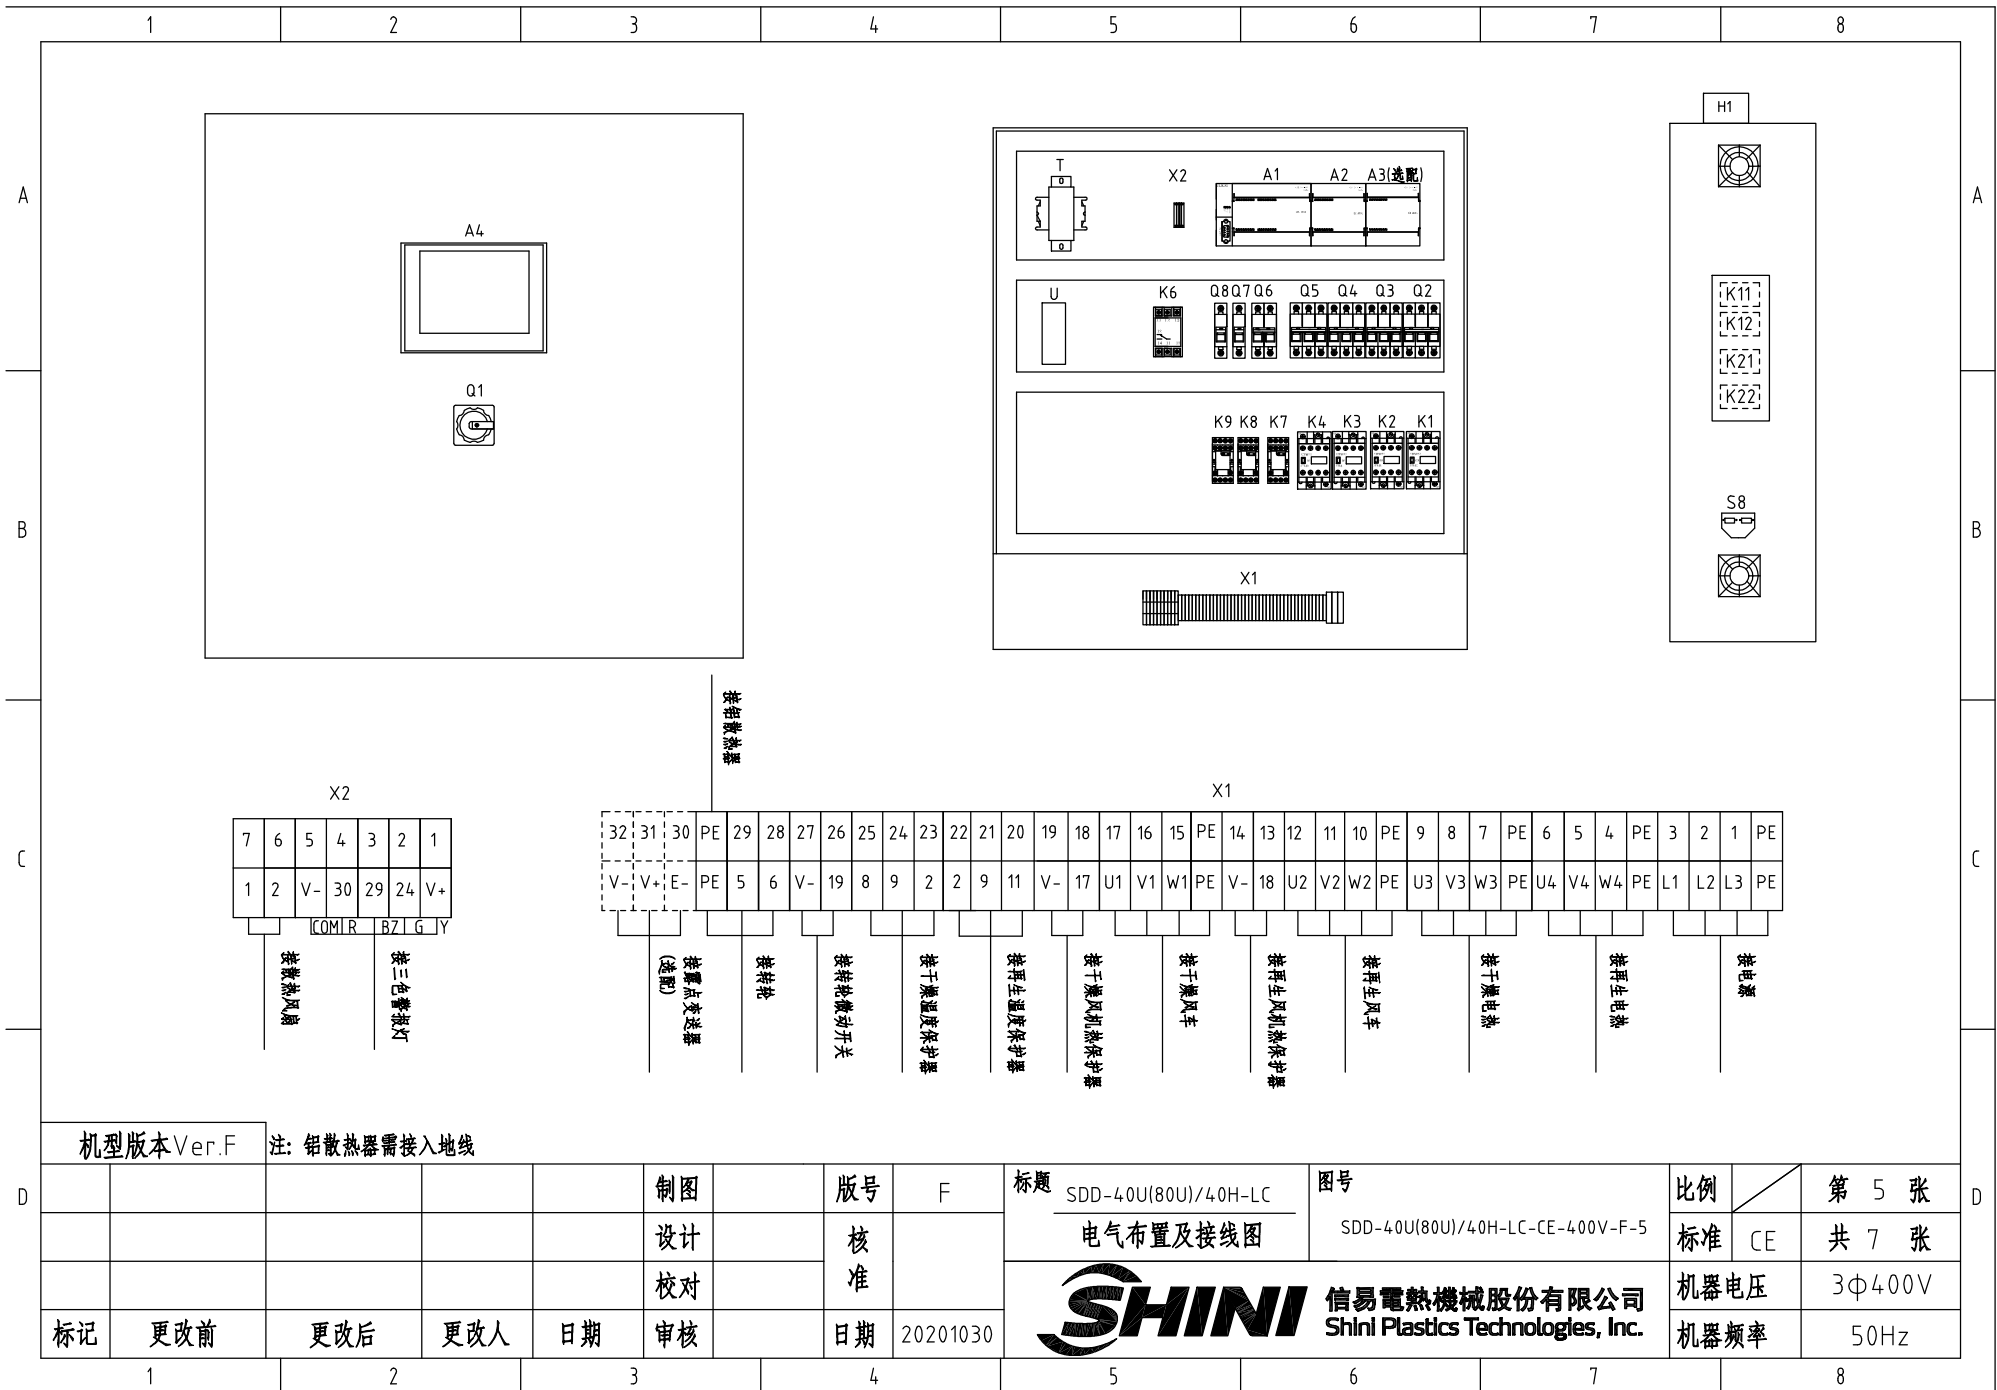 1 2 3 4 5 6 7 8
H1
T X2 A1 A2 A3(选配)
A A
A4
U K6 Q8 Q7 Q6 Q5 Q4 Q3 Q2
K11
K12
K21
K22
Q1
K9 K8 K7 K4 K3 K2 K1
S8
B B
X1
接铝散热器
X2
X1
7 6 5 4 3 2 1
1 2 V- 30 29 24 V+
COM R BZ G Y
接散热风扇
接三色警报灯
32 31 30 PE 29 28 27 26 25 24 23 22 21 20 19 18 17 16 15 PE 14 13 12 11 10 PE 9 8 7 PE 6 5 4 PE 3 2 1 PE
V- V+ E- PE 5 6 V- 19 8 9 2 2 9 11 V- 17 U1 V1 W1 PE V- 18 U2 V2 W2 PE U3 V3 W3 PE U4 V4 W4 PE L1 L2 L3 PE
C C
接露点变送器
(选配)
接转轮
接转轮微动开关
接干燥温度保护器
接再生温度保护器
接干燥风机热保护器
接干燥风车
接再生风机热保护器
接再生风车
接干燥电热
接再生电热
接电源
机型版本Ver.F
注: 铝散热器需接入地线
D D
制图 版号 F
设计 核准
校对
标记 更改前 更改后 更改人 日期 审核 日期 20201030
标题 SDD-40U(80U)/40H-LC
电气布置及接线图
图号
SDD-40U(80U)/40H-LC-CE-400V-F-5
比例 第 5 张
标准 CE 共 7 张
机器电压 3Φ400V
机器频率 50Hz
SHINI
信易電熱機械股份有限公司
Shini Plastics Technologies, Inc.
1 2 3 4 5 6 7 8